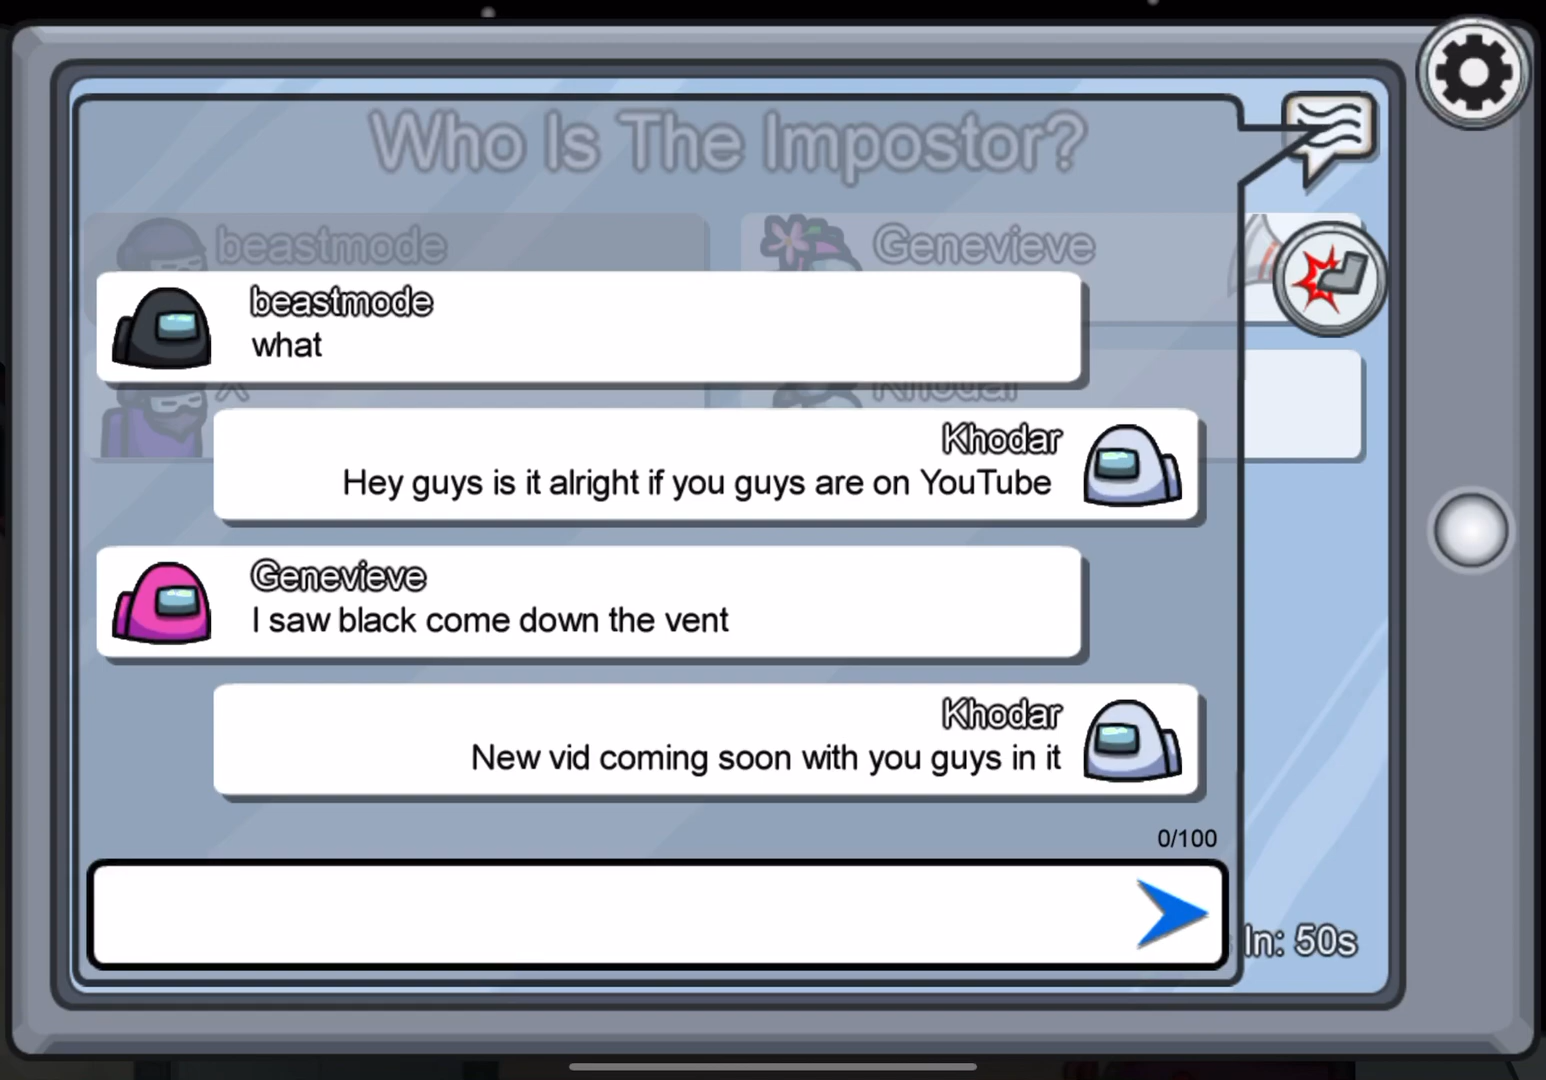 Who Is The Impostor?
beastmode
Genevieve
beastmode
what
X
Khodar
Khodar
Hey guys is it alright if you guys are on YouTube
Genevieve
I saw black come down the vent
Khodar
New vid coming soon with you guys in it
0/100
In: 50s